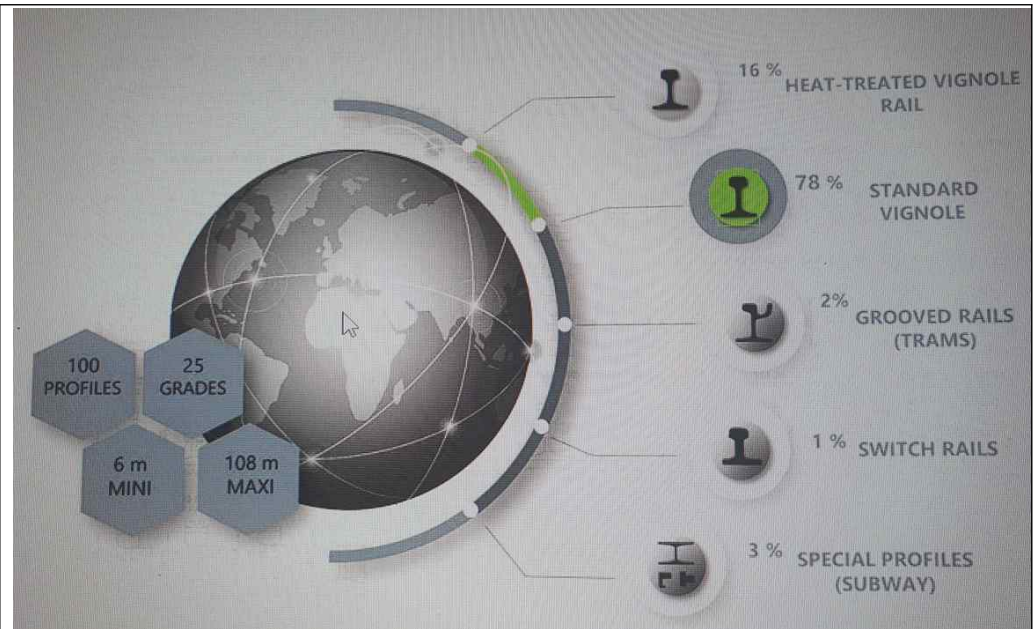 16 %
HEAT-TREATED VIGNOLE
RAIL
78 %
STANDARD
VIGNOLE
2%
GROOVED RAILS
(TRAMS)
1 %
SWITCH RAILS
3 %
SPECIAL PROFILES
(SUBWAY)
100
PROFILES
25
GRADES
6 m
MINI
108 m
MAXI